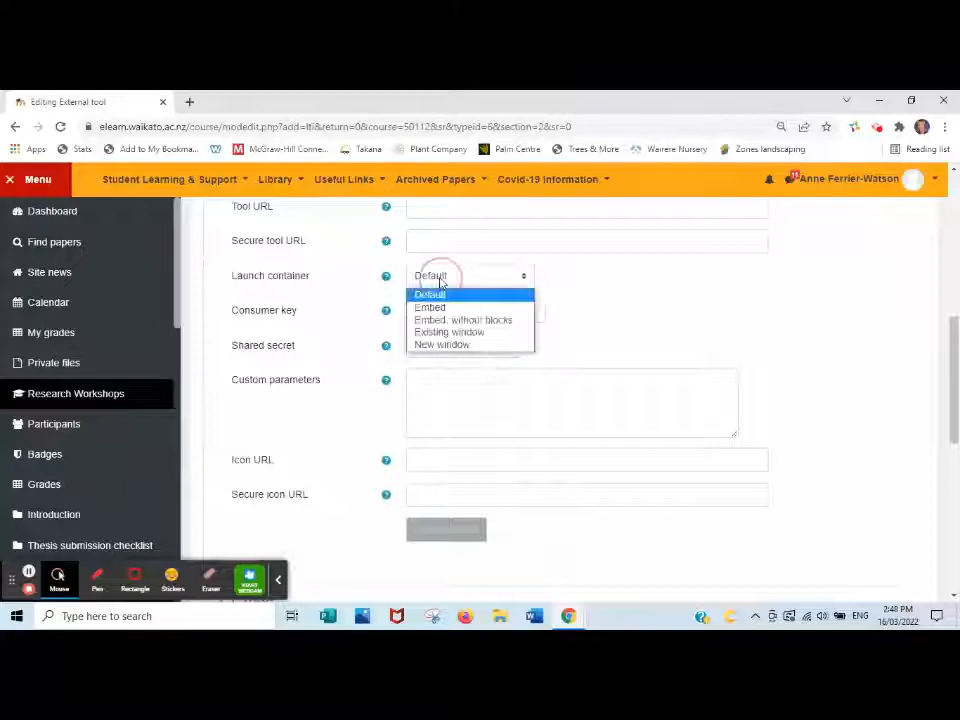 Editing External tool
elearn.waikato.ac.nz/course/modedit.php?add=lti&return=0&course=50112&sr&typeid=6&section=2&sr=0
Apps Stats Add to My Bookma... McGraw-Hill Conne... Takana Plant Company Palm Centre Trees & More Warrere Nursery Zones landscaping Reading list
Menu Student Learning & Support Library Useful Links Archived Papers Covid-19 Information 11 Anne Ferrier-Watson
Dashboard
Find papers
Site news
Calendar
My grades
Private files
Research Workshops
Participants
Badges
Grades
Introduction
Thesis submission checklist
Tool URL
Secure tool URL
Launch container Default
Default
Embed
Embed, without blocks
Existing window
New window
Consumer key
Shared secret
Custom parameters
Icon URL
Secure icon URL
Mouse Pen Rectangle Stickers Eraser
Type here to search
ENG
2:48 PM
16/03/2022